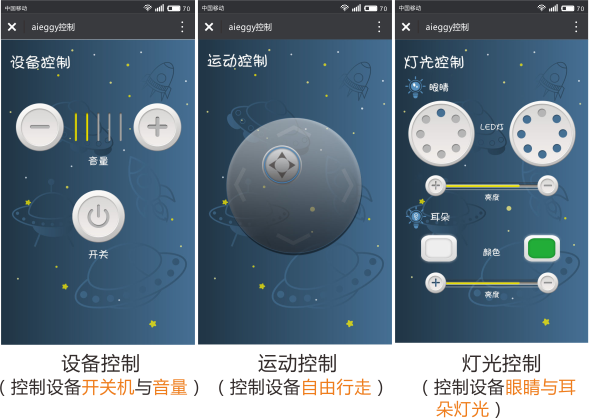 中国移动 70
aieggy控制
设备控制
音量
开关
设备控制
(控制设备开关机与音量)
中国移动 70
aieggy控制
运动控制
运动控制
(控制设备自由行走)
中国移动 70
aieggy控制
灯光控制
眼睛
LED灯
亮度
耳朵
颜色
亮度
灯光控制
(控制设备眼睛与耳
朵灯光)